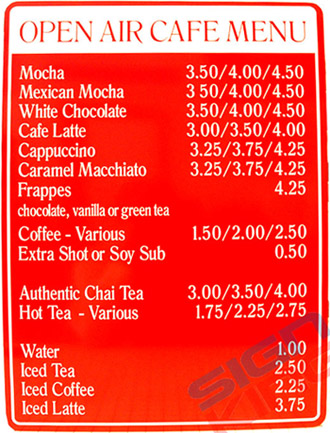 OPEN AIR CAFE MENU
Mocha 3.50/4.00/4.50
Mexican Mocha 3 50/4.00/4.50
White Chocolate 3.50/4.00/4.50
Cafe Latte 3.00/3.50/4.00
Cappuccino 3.25/3.75/4.25
Caramel Macchiato 3.25/3.75/4.25
Frappes 4.25
chocolate, vanilla or green tea
Coffee - Various 1.50/2.00/2.50
Extra Shot or Soy Sub 0.50
Authentic Chai Tea 3.00/3.50/4.00
Hot Tea - Various 1.75/2.25/2.75
Water 1.00
Iced Tea 2.50
Iced Coffee 2.25
Iced Latte 3.75
SIGN